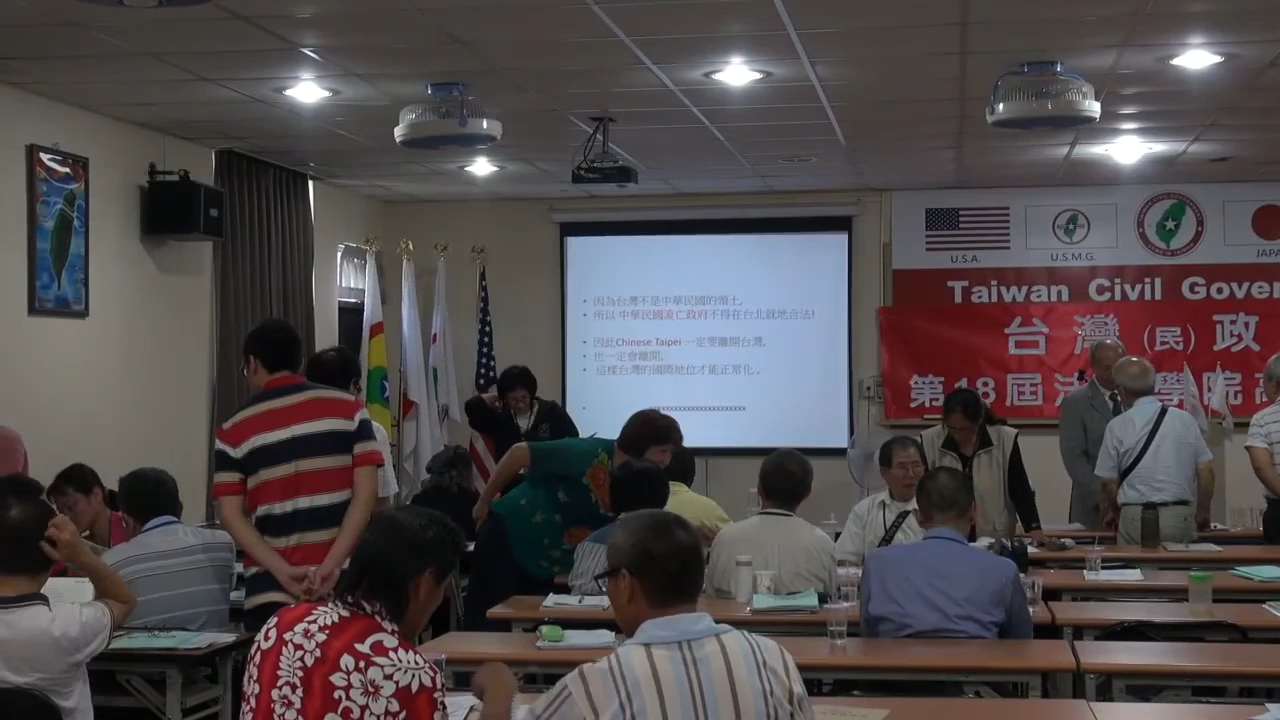 因為台灣不是中華民國的領土,
所以 中華民國流亡政府不得在台北就地合法!
因此Chinese Taipei 一定要離開台灣,
也一定會離開,
這樣台灣的國際地位才能正常化。
U.S.A.
U.S.M.G.
JAPA
Taiwan Civil Gover
台灣(民)政
第18屆法 學院高